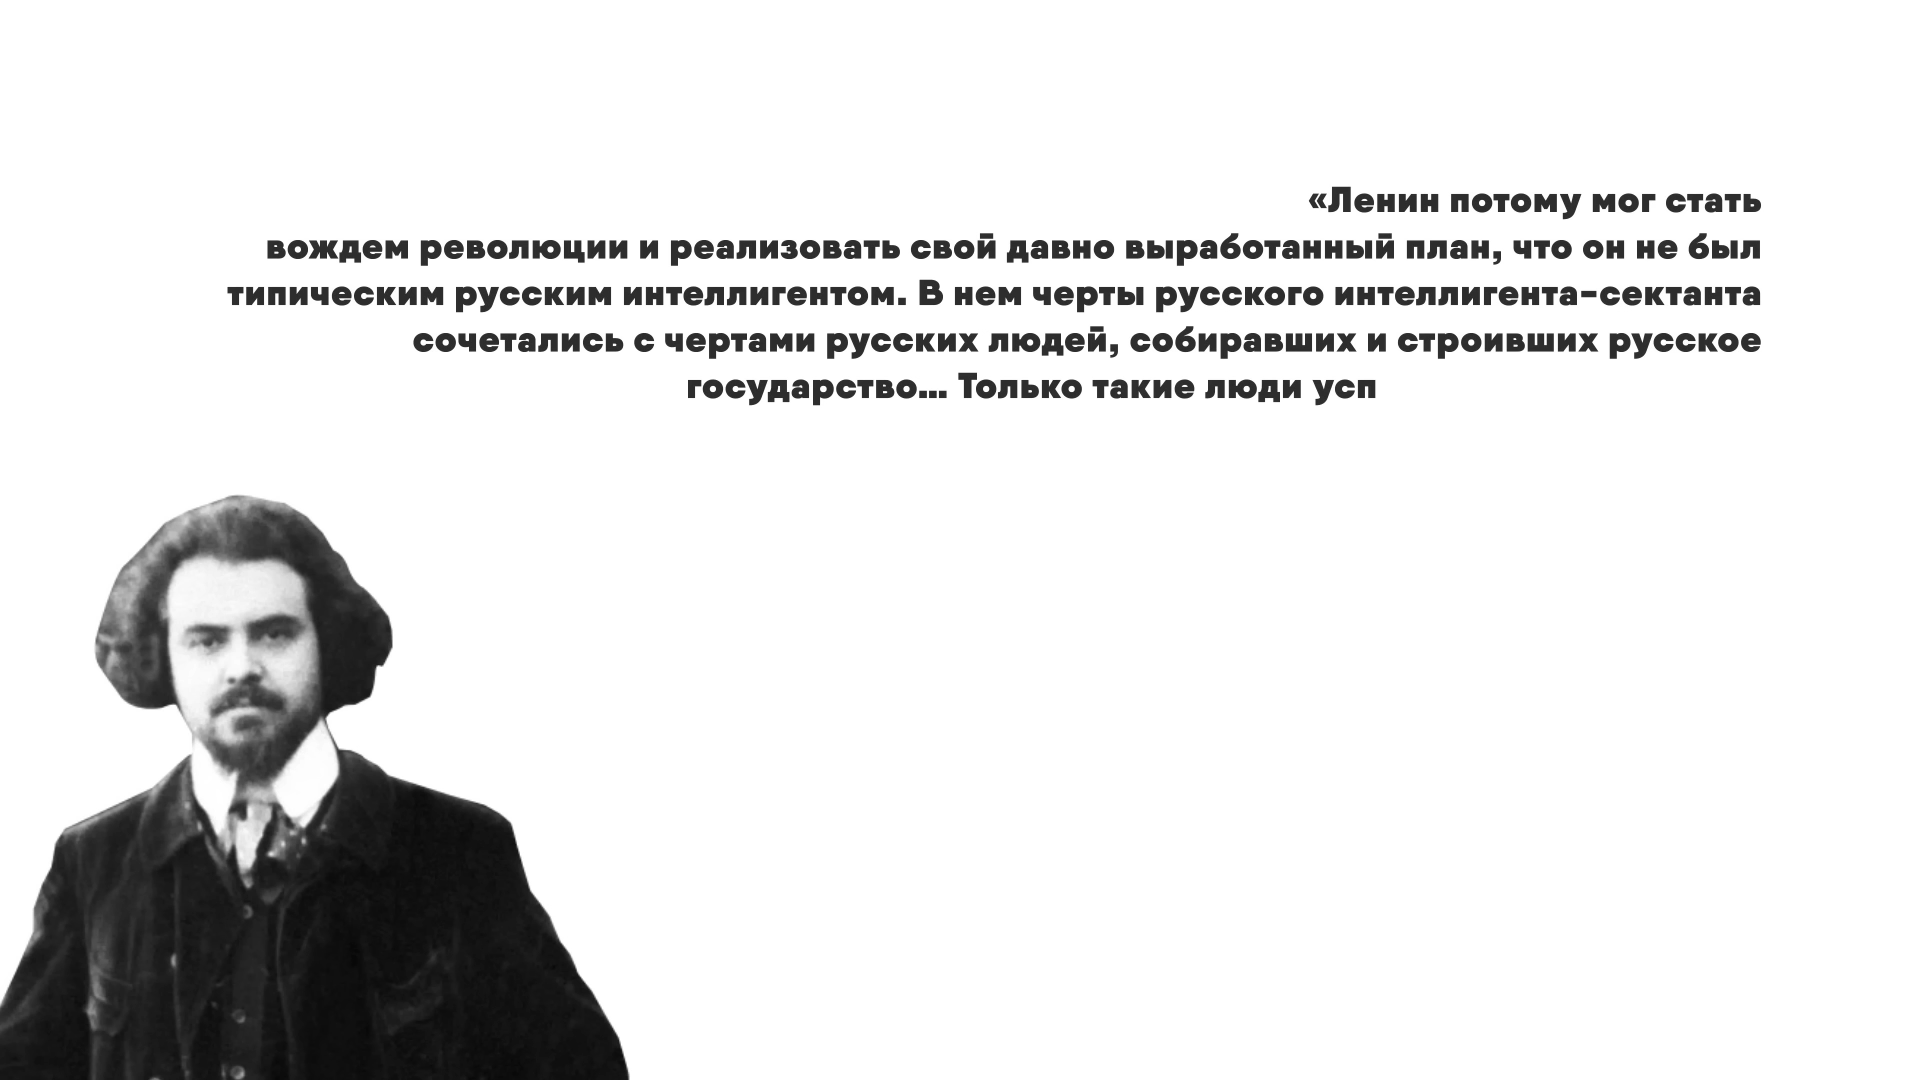 «Ленин потому мог стать
вождем революции и реализовать свой давно выработанный план, что он не был
типическим русским интеллигентом. В нем черты русского интеллигента-сектанта
сочетались с чертами русских людей, собиравших и строивших русское
государство... Только такие люди усп